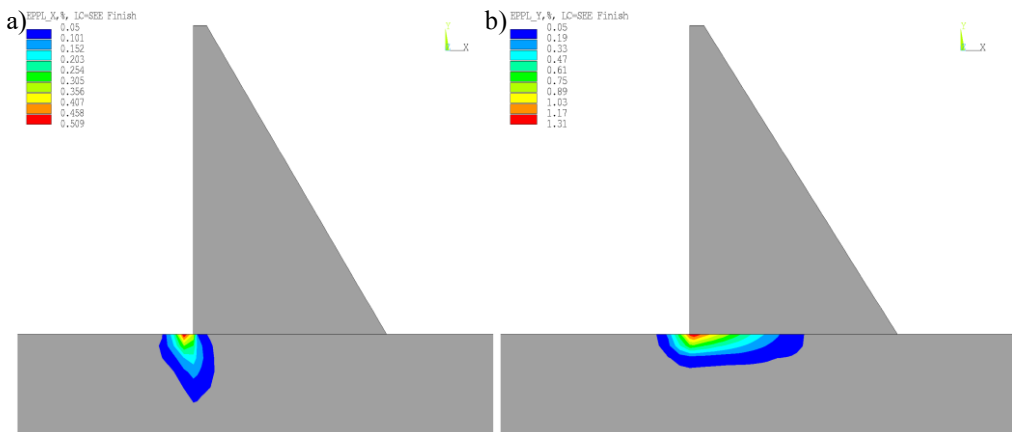 a)
EPPL_X,%, LC=SEE Finish
0.05
0.101
0.152
0.203
0.254
0.305
0.356
0.407
0.458
0.509
Y
X
b)
EPPL_Y,%, LC=SEE Finish
0.05
0.19
0.33
0.47
0.61
0.75
0.89
1.03
1.17
1.31
Y
X